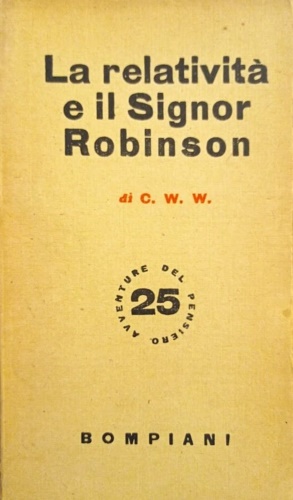 La relatività
e il Signor
Robinson
di C. W. W.
AVVENTURE DEL PENSIERO
25
BOMPIANI